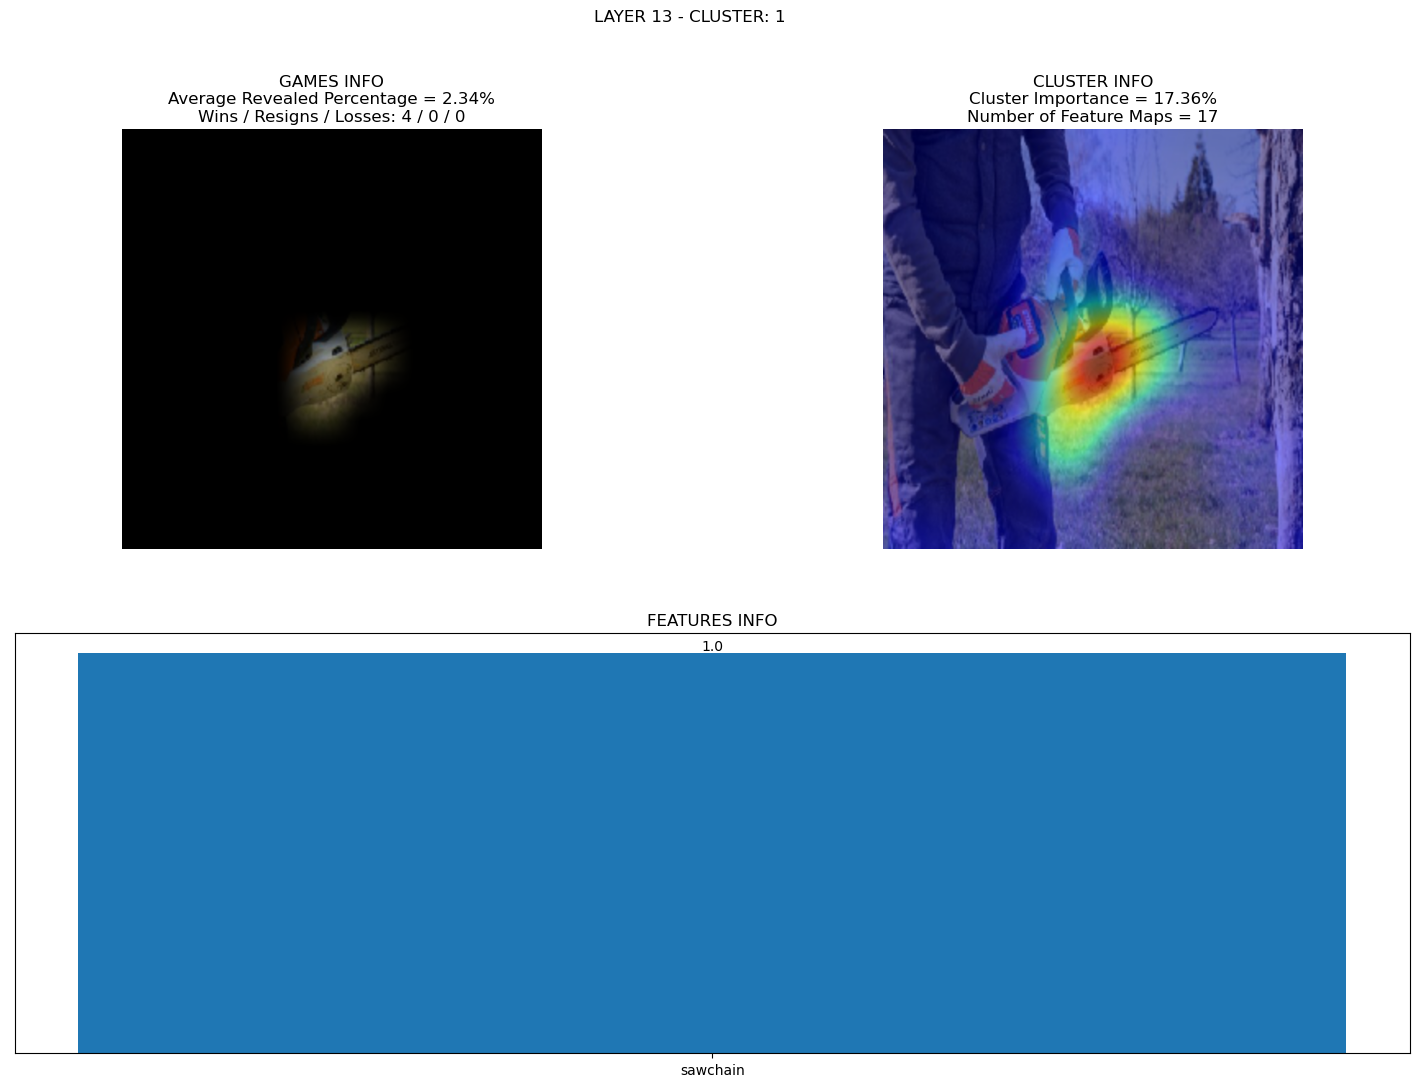 LAYER 13 - CLUSTER: 1
GAMES INFO
Average Revealed Percentage = 2.34%
Wins / Resigns / Losses: 4 / 0 / 0
CLUSTER INFO
Cluster Importance = 17.36%
Number of Feature Maps = 17
FEATURES INFO
1.0
sawchain